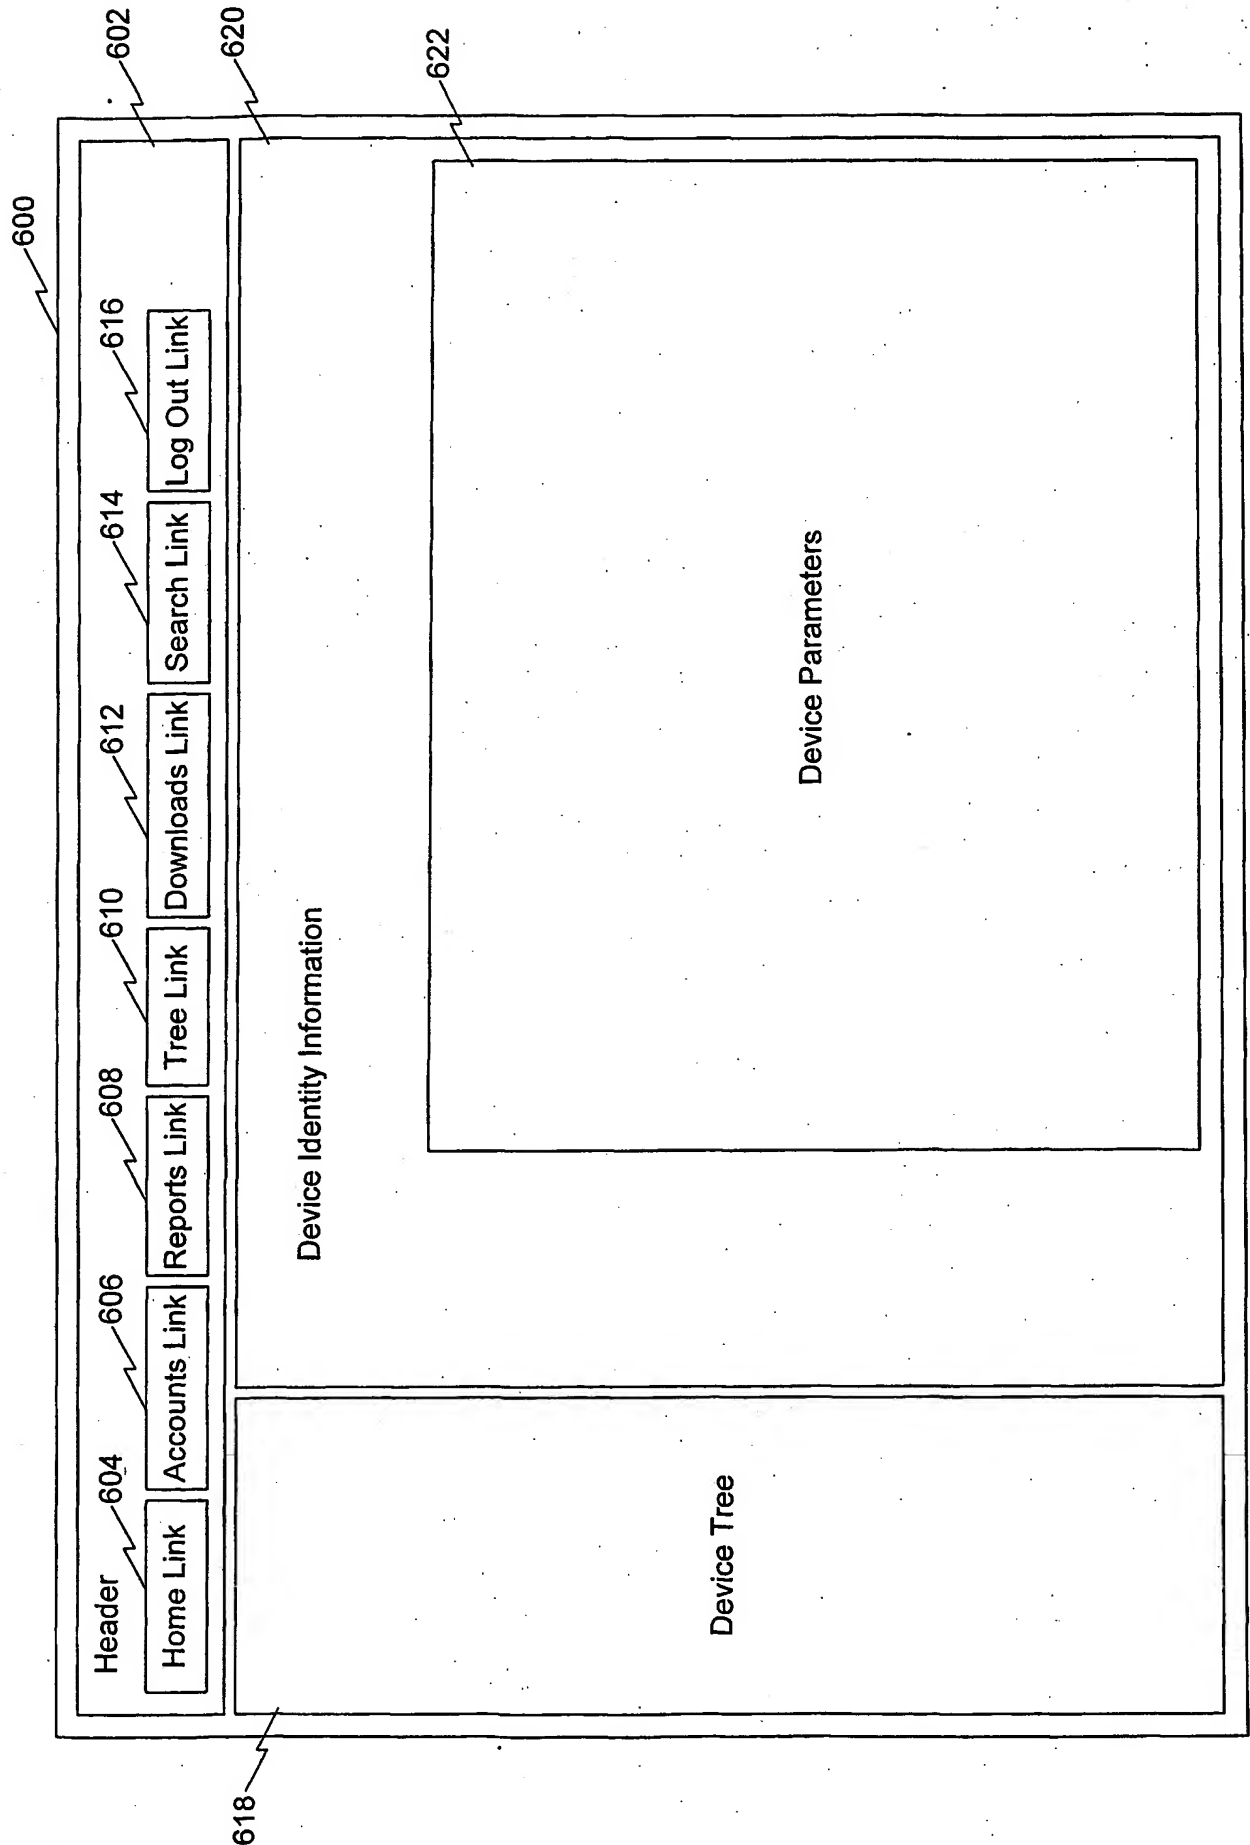 600
602
Header
604
606
608
610
612
614
616
Home Link
Accounts Link
Reports Link
Tree Link
Downloads Link
Search Link
Log Out Link
620
Device Identity Information
622
Device Parameters
Device Tree
618